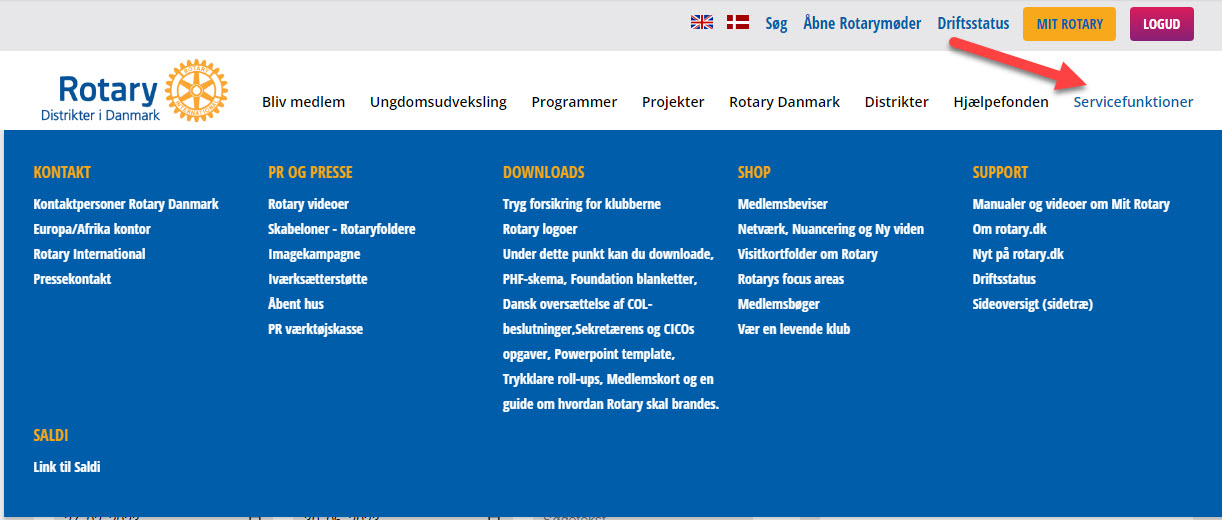 Søg Åbne Rotarymøder Driftsstatus MIT ROTARY LOGUD
Rotary
Distrikter i Danmark
ROTARY
INTERNATIONAL
Bliv medlem Ungdomsudveksling Programmer Projekter Rotary Danmark Distrikter Hjælpefonden Servicefunktioner
KONTAKT
Kontaktpersoner Rotary Danmark
Europa/Afrika kontor
Rotary International
Pressekontakt
PR OG PRESSE
Rotary videoer
Skabeloner - Rotaryfoldere
Imagekampagne
Iværksætterstøtte
Åbent hus
PR værktøjskasse
DOWNLOADS
Tryg forsikring for klubberne
Rotary logoer
Under dette punkt kan du downloade,
PHF-skema, Foundation blanketter,
Dansk oversættelse af COL-
beslutninger,Sekretærens og CICOs
opgaver, Powerpoint template,
Trykklare roll-ups, Medlemskort og en
guide om hvordan Rotary skal brandes.
SHOP
Medlemsbeviser
Netværk, Nuancering og Ny viden
Visitkortfolder om Rotary
Rotarys focus areas
Medlemsbøger
Vær en levende klub
SUPPORT
Manualer og videoer om Mit Rotary
Om rotary.dk
Nyt på rotary.dk
Driftsstatus
Sideoversigt (sidetræ)
SALDI
Link til Saldi